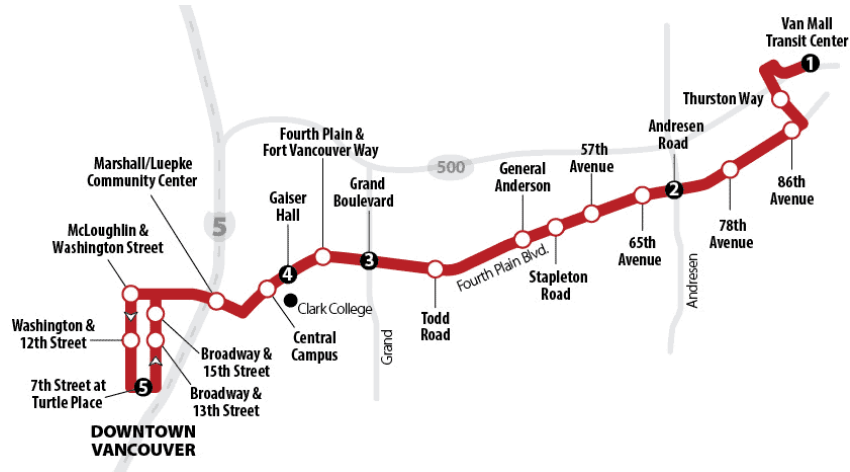 Van Mall
Transit Center
1
Thurston Way
86th
Avenue
78th
Avenue
Andresen
Road
2
Andresen
65th
Avenue
57th
Avenue
Stapleton
Road
General
Anderson
Fourth Plain Blvd.
500
Todd
Road
Grand
Boulevard
3
Grand
Fourth Plain &
Fort Vancouver Way
Gaiser
Hall
4
Clark College
Central
Campus
Marshall/Luepke
Community Center
5
McLoughlin &
Washington Street
Washington &
12th Street
7th Street at
Turtle Place
5
Broadway &
15th Street
Broadway &
13th Street
DOWNTOWN
VANCOUVER